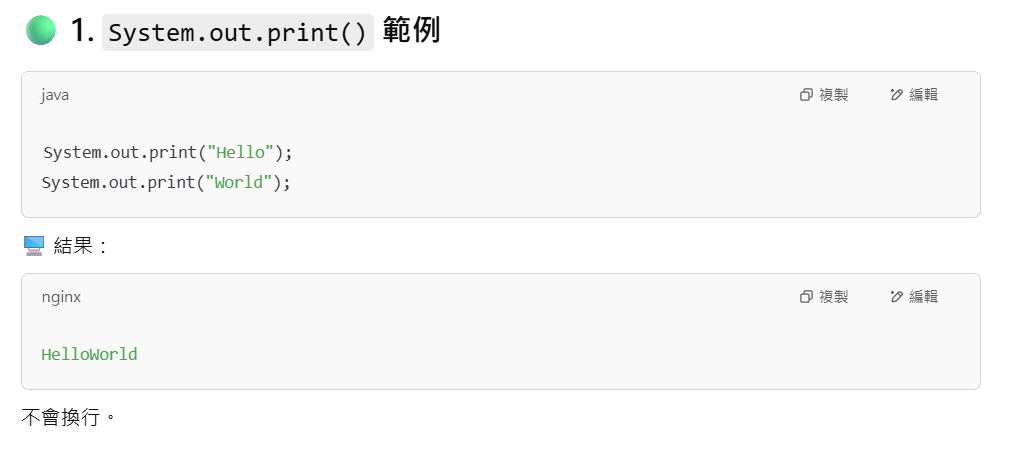 1. System.out.print() 範例
java 複製 編輯
System.out.print("Hello");
System.out.print("World");
結果：
nginx 複製 編輯
HelloWorld
不會換行。